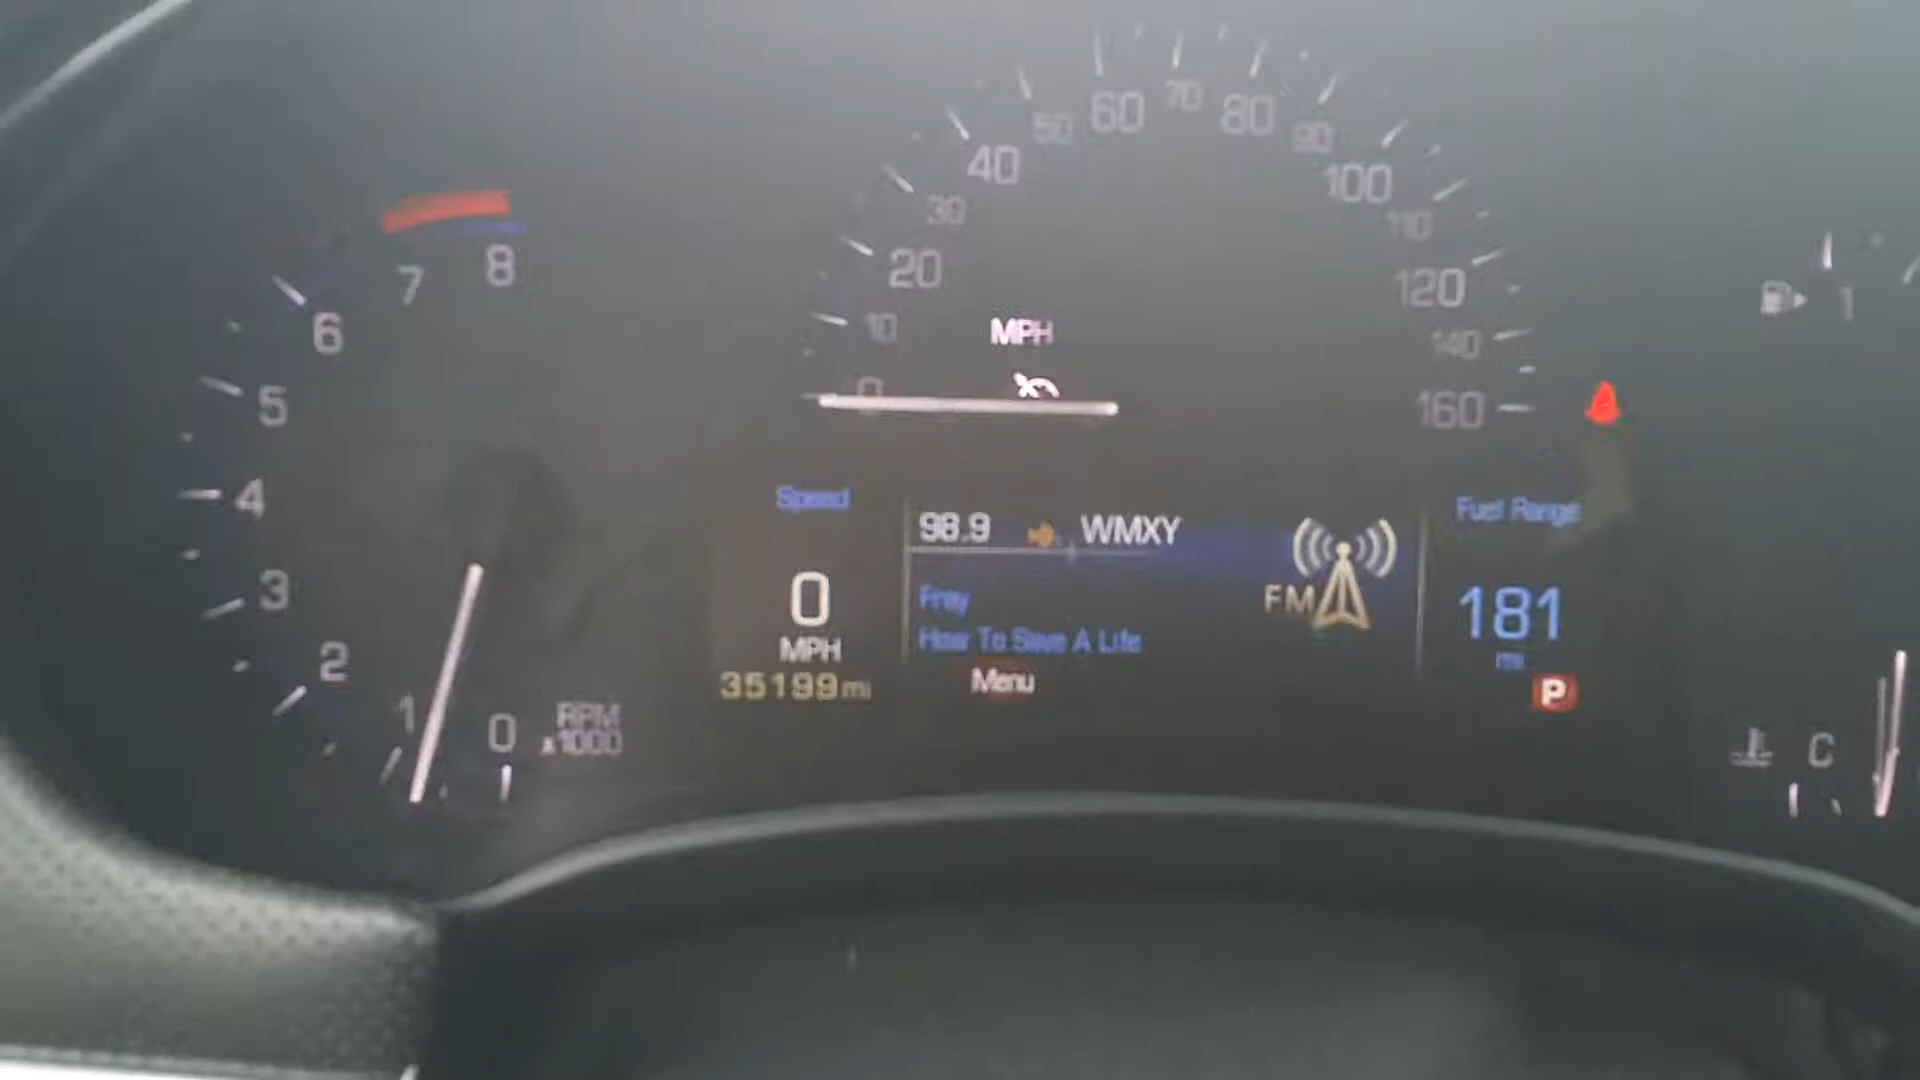 60 70 80
50 90
40 100
30 110
20 120
10 MPH 140
0 160
7 8
6
5
4
3
2
1 0 RPM
x1000
Speed
0
MPH
35199 mi
98.9 WMXY
FM
Fray
How To Save A Life
Menu
Fuel Range
181
mi
P
C